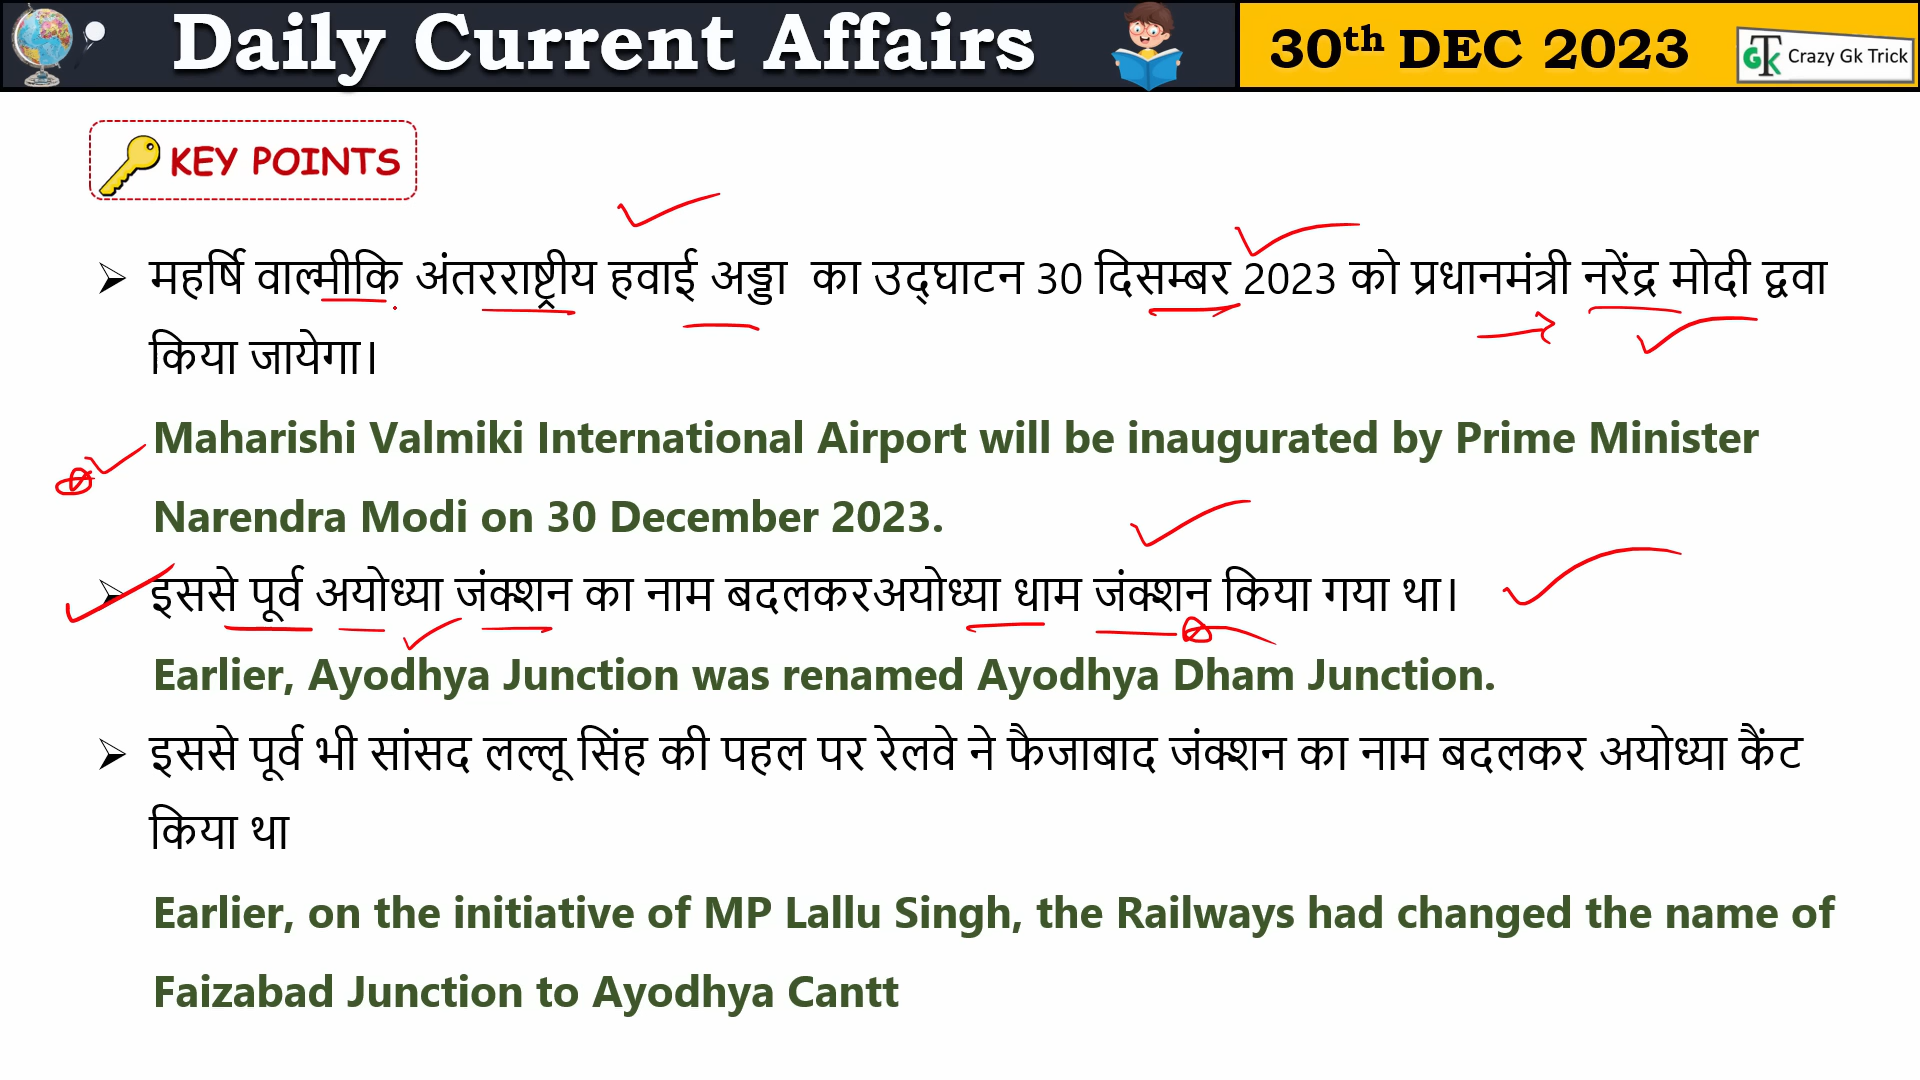 Daily Current Affairs
30th DEC 2023
GTK Crazy Gk Trick
KEY POINTS
महर्षि वाल्मीकि अंतरराष्ट्रीय हवाई अड्डा का उद्घाटन 30 दिसम्बर 2023 को प्रधानमंत्री नरेंद्र मोदी द्ववा
किया जायेगा।
Maharishi Valmiki International Airport will be inaugurated by Prime Minister
Narendra Modi on 30 December 2023.
इससे पूर्व अयोध्या जंक्शन का नाम बदलकरअयोध्या धाम जंक्शन किया गया था।
Earlier, Ayodhya Junction was renamed Ayodhya Dham Junction.
इससे पूर्व भी सांसद लल्लू सिंह की पहल पर रेलवे ने फैजाबाद जंक्शन का नाम बदलकर अयोध्या कैंट
किया था
Earlier, on the initiative of MP Lallu Singh, the Railways had changed the name of
Faizabad Junction to Ayodhya Cantt